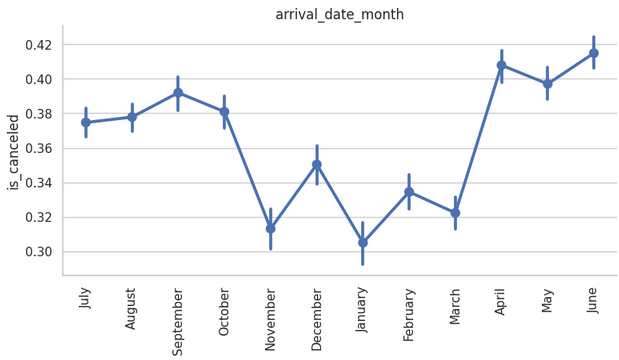 arrival_date_month
is_canceled
0.42
0.40
0.38
0.36
0.34
0.32
0.30
July
August
September
October
November
December
January
February
March
April
May
June